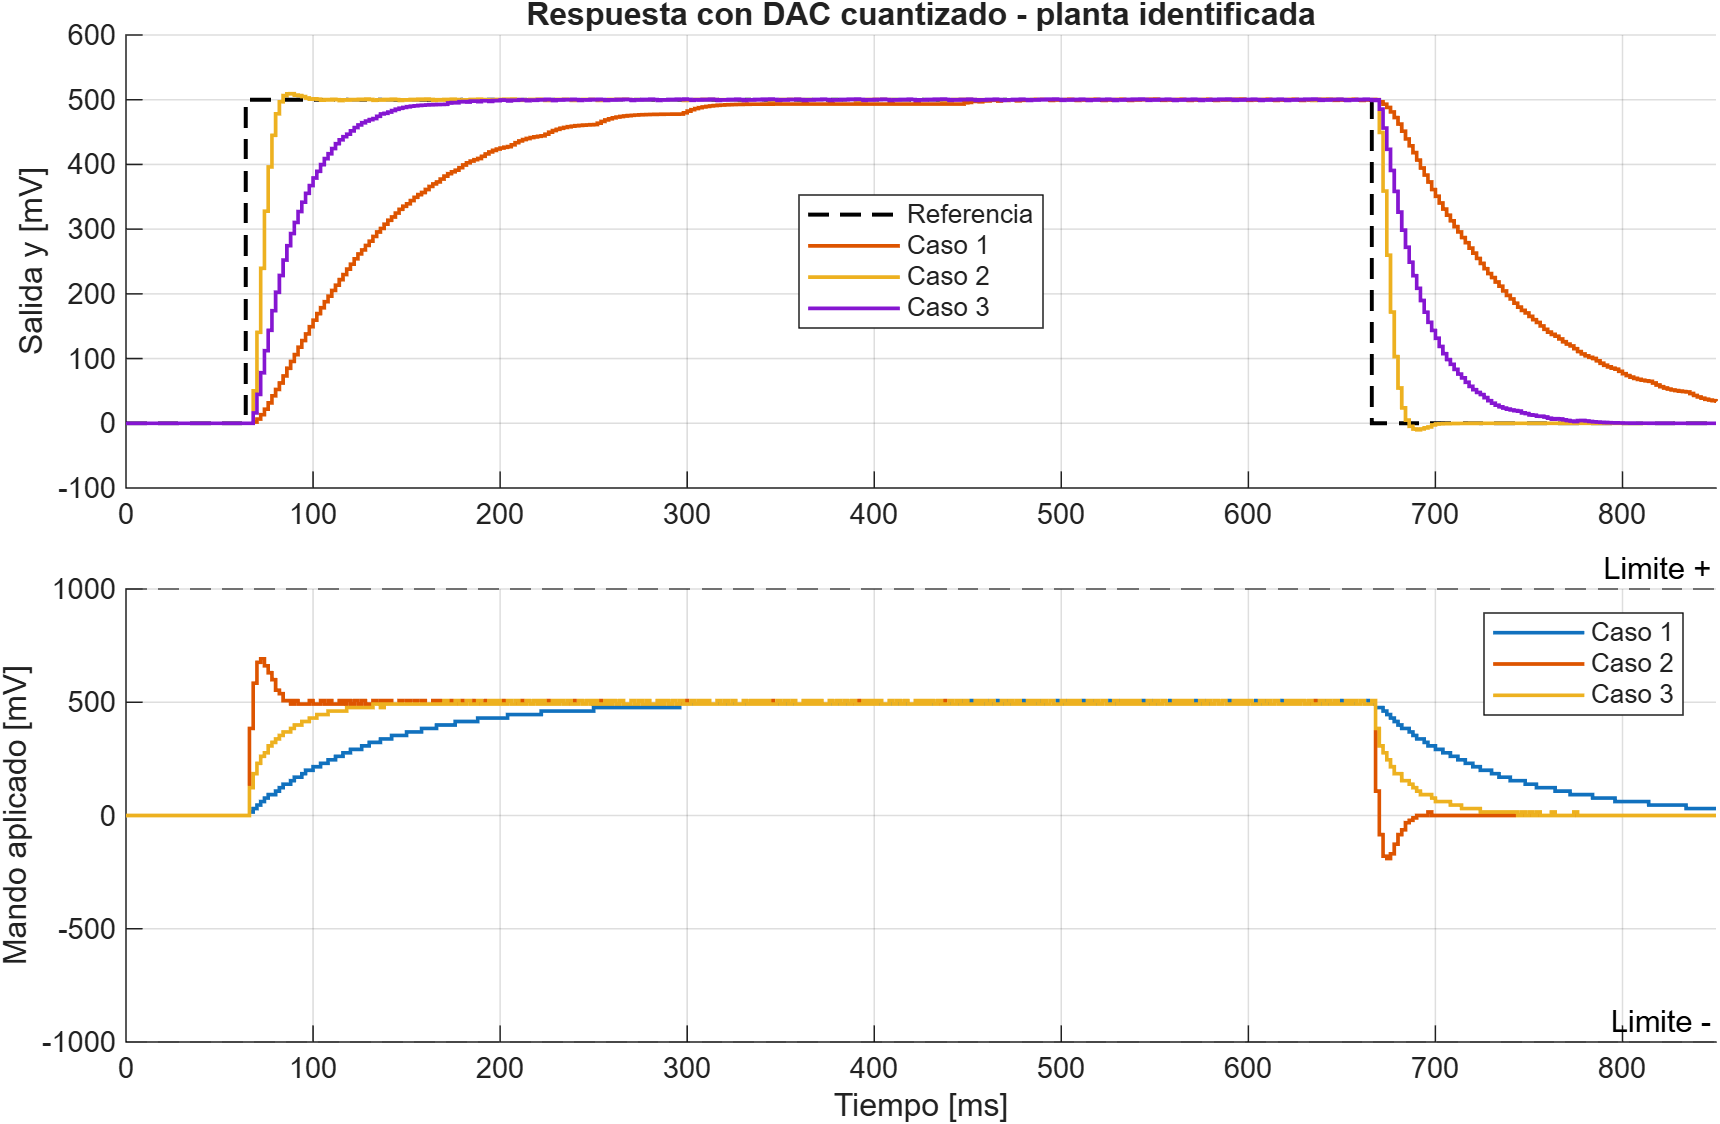 Respuesta con DAC cuantizado - planta identificada
600
500
400
300
200
100
0
-100
Salida y [mV]
Referencia
Caso 1
Caso 2
Caso 3
0 100 200 300 400 500 600 700 800
Limite +
1000
500
0
-500
-1000
Mando aplicado [mV]
Caso 1
Caso 2
Caso 3
Limite -
0 100 200 300 400 500 600 700 800
Tiempo [ms]